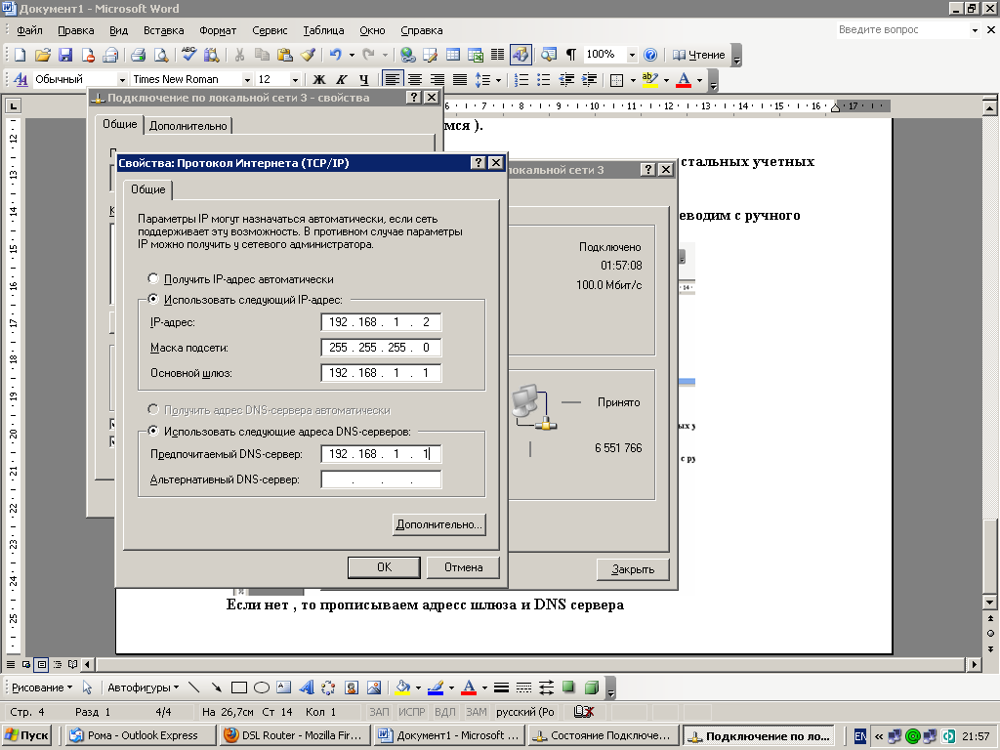 Документ1 - Microsoft Word
Файл Правка Вид Вставка Формат Сервис Таблица Окно Справка
Введите вопрос
100%
Чтение
Обычный
Times New Roman
12
Ж К Ч
Подключение по локальной сети 3 - свойства
Общие
Дополнительно
мся ).
стальных учетных
еводим с ручного
локальной сети 3
Подключено
01:57:08
100.0 Мбит/с
Принято
6 551 766
Закрыть
Свойства: Протокол Интернета (TCP/IP)
Общие
Параметры IP могут назначаться автоматически, если сеть
поддерживает эту возможность. В противном случае параметры
IP можно получить у сетевого администратора.
Получить IP-адрес автоматически
Использовать следующий IP-адрес:
IP-адрес: 192 . 168 . 1 . 2
Маска подсети: 255 . 255 . 255 . 0
Основной шлюз: 192 . 168 . 1 . 1
Получить адрес DNS-сервера автоматически
Использовать следующие адреса DNS-серверов:
Предпочитаемый DNS-сервер: 192 . 168 . 1 . 1
Альтернативный DNS-сервер: . . .
Дополнительно...
ОК
Отмена
Если нет , то прописываем адресс шлюза и DNS сервера
Рисование
Автофигуры
Стр. 4 Разд 1 4/4 На 26,7см Ст 14 Кол 1 ЗАП ИСПР ВДЛ ЗАМ русский (Ро
Пуск
Рома - Outlook Express
DSL Router - Mozilla Fir...
Документ1 - Microsoft ...
Состояние Подключе...
Подключение по ло...
EN
21:57